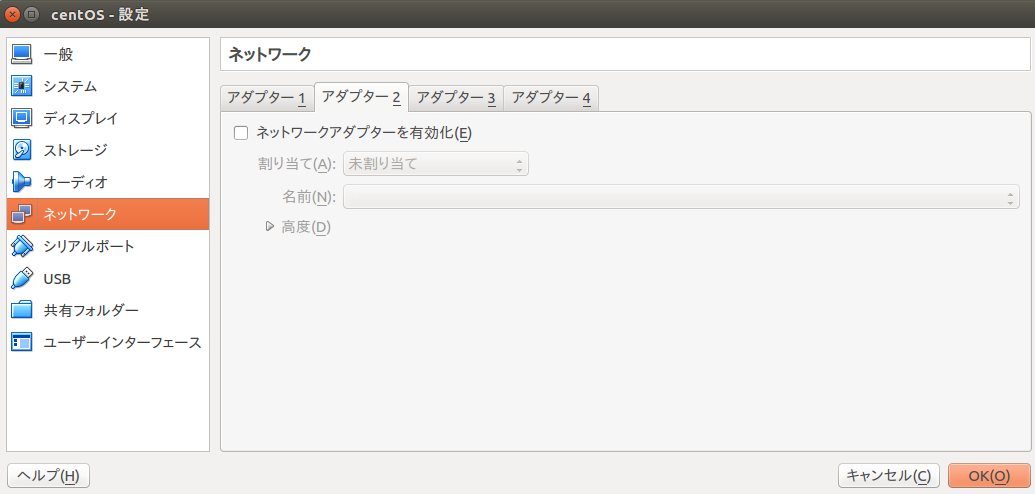 centOS - 設定
一般
システム
ディスプレイ
ストレージ
オーディオ
ネットワーク
シリアルポート
USB
共有フォルダー
ユーザーインターフェース
ネットワーク
アダプター 1 アダプター 2 アダプター 3 アダプター 4
ネットワークアダプターを有効化(E)
割り当て(A): 未割り当て
名前(N):
高度(D)
ヘルプ(H) キャンセル(C) OK(O)